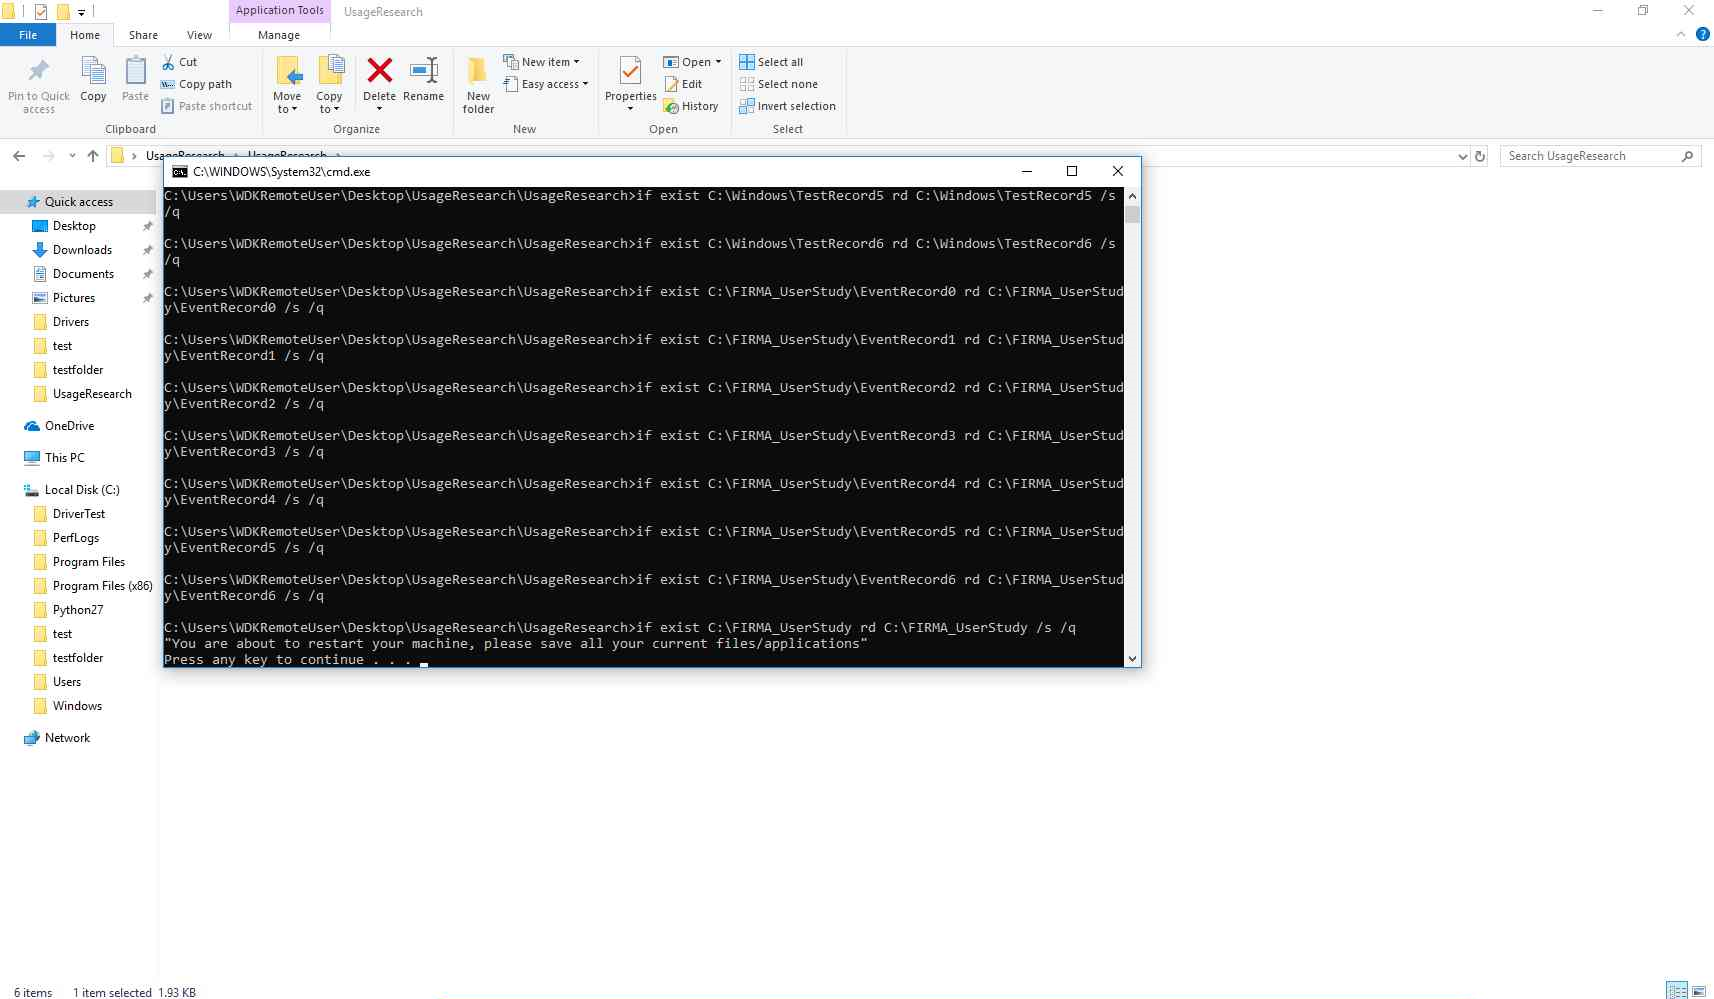 Application Tools
UsageResearch
File
Home
Share
View
Manage
Pin to Quick
access
Copy
Paste
Cut
Copy path
Paste shortcut
Clipboard
Move
to
Copy
to
Delete
Rename
Organize
New
folder
New item
Easy access
New
Properties
Open
Edit
History
Open
Select all
Select none
Invert selection
Select
UsageResearch
UsageResearch
Search UsageResearch
Quick access
Desktop
Downloads
Documents
Pictures
Drivers
test
testfolder
UsageResearch
OneDrive
This PC
Local Disk (C:)
DriverTest
PerfLogs
Program Files
Program Files (x86)
Python27
test
testfolder
Users
Windows
Network
C:\WINDOWS\System32\cmd.exe
C:\Users\WDKRemoteUser\Desktop\UsageResearch\UsageResearch>if exist C:\Windows\TestRecord5 rd C:\Windows\TestRecord5 /s
/q
C:\Users\WDKRemoteUser\Desktop\UsageResearch\UsageResearch>if exist C:\Windows\TestRecord6 rd C:\Windows\TestRecord6 /s
/q
C:\Users\WDKRemoteUser\Desktop\UsageResearch\UsageResearch>if exist C:\FIRMA_UserStudy\EventRecord0 rd C:\FIRMA_UserStud
y\EventRecord0 /s /q
C:\Users\WDKRemoteUser\Desktop\UsageResearch\UsageResearch>if exist C:\FIRMA_UserStudy\EventRecord1 rd C:\FIRMA_UserStud
y\EventRecord1 /s /q
C:\Users\WDKRemoteUser\Desktop\UsageResearch\UsageResearch>if exist C:\FIRMA_UserStudy\EventRecord2 rd C:\FIRMA_UserStud
y\EventRecord2 /s /q
C:\Users\WDKRemoteUser\Desktop\UsageResearch\UsageResearch>if exist C:\FIRMA_UserStudy\EventRecord3 rd C:\FIRMA_UserStud
y\EventRecord3 /s /q
C:\Users\WDKRemoteUser\Desktop\UsageResearch\UsageResearch>if exist C:\FIRMA_UserStudy\EventRecord4 rd C:\FIRMA_UserStud
y\EventRecord4 /s /q
C:\Users\WDKRemoteUser\Desktop\UsageResearch\UsageResearch>if exist C:\FIRMA_UserStudy\EventRecord5 rd C:\FIRMA_UserStud
y\EventRecord5 /s /q
C:\Users\WDKRemoteUser\Desktop\UsageResearch\UsageResearch>if exist C:\FIRMA_UserStudy\EventRecord6 rd C:\FIRMA_UserStud
y\EventRecord6 /s /q
C:\Users\WDKRemoteUser\Desktop\UsageResearch\UsageResearch>if exist C:\FIRMA_UserStudy rd C:\FIRMA_UserStudy /s /q
"You are about to restart your machine, please save all your current files/applications"
Press any key to continue . . .
6 items
1 item selected 1.93 KB